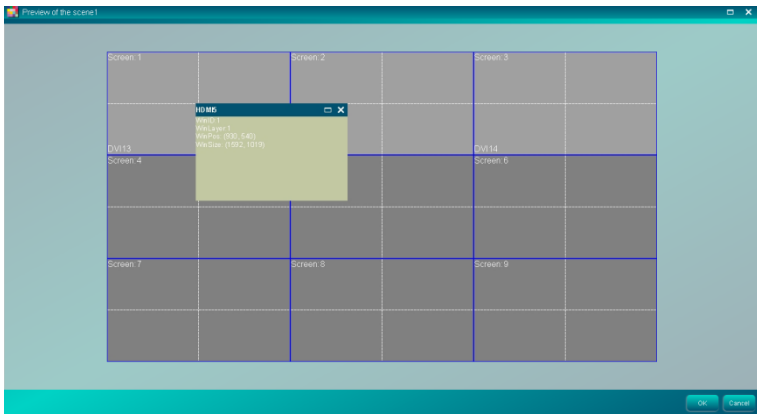 Preview of the scene1
Screen: 1
Screen: 2
Screen: 3
HDMI5
WinID:1
WinLayer:1
WinPos: (930, 540)
WinSize: (1592, 1019)
DVI13
DVI14
Screen: 4
Screen: 6
Screen: 7
Screen: 8
Screen: 9
OK
Cancel